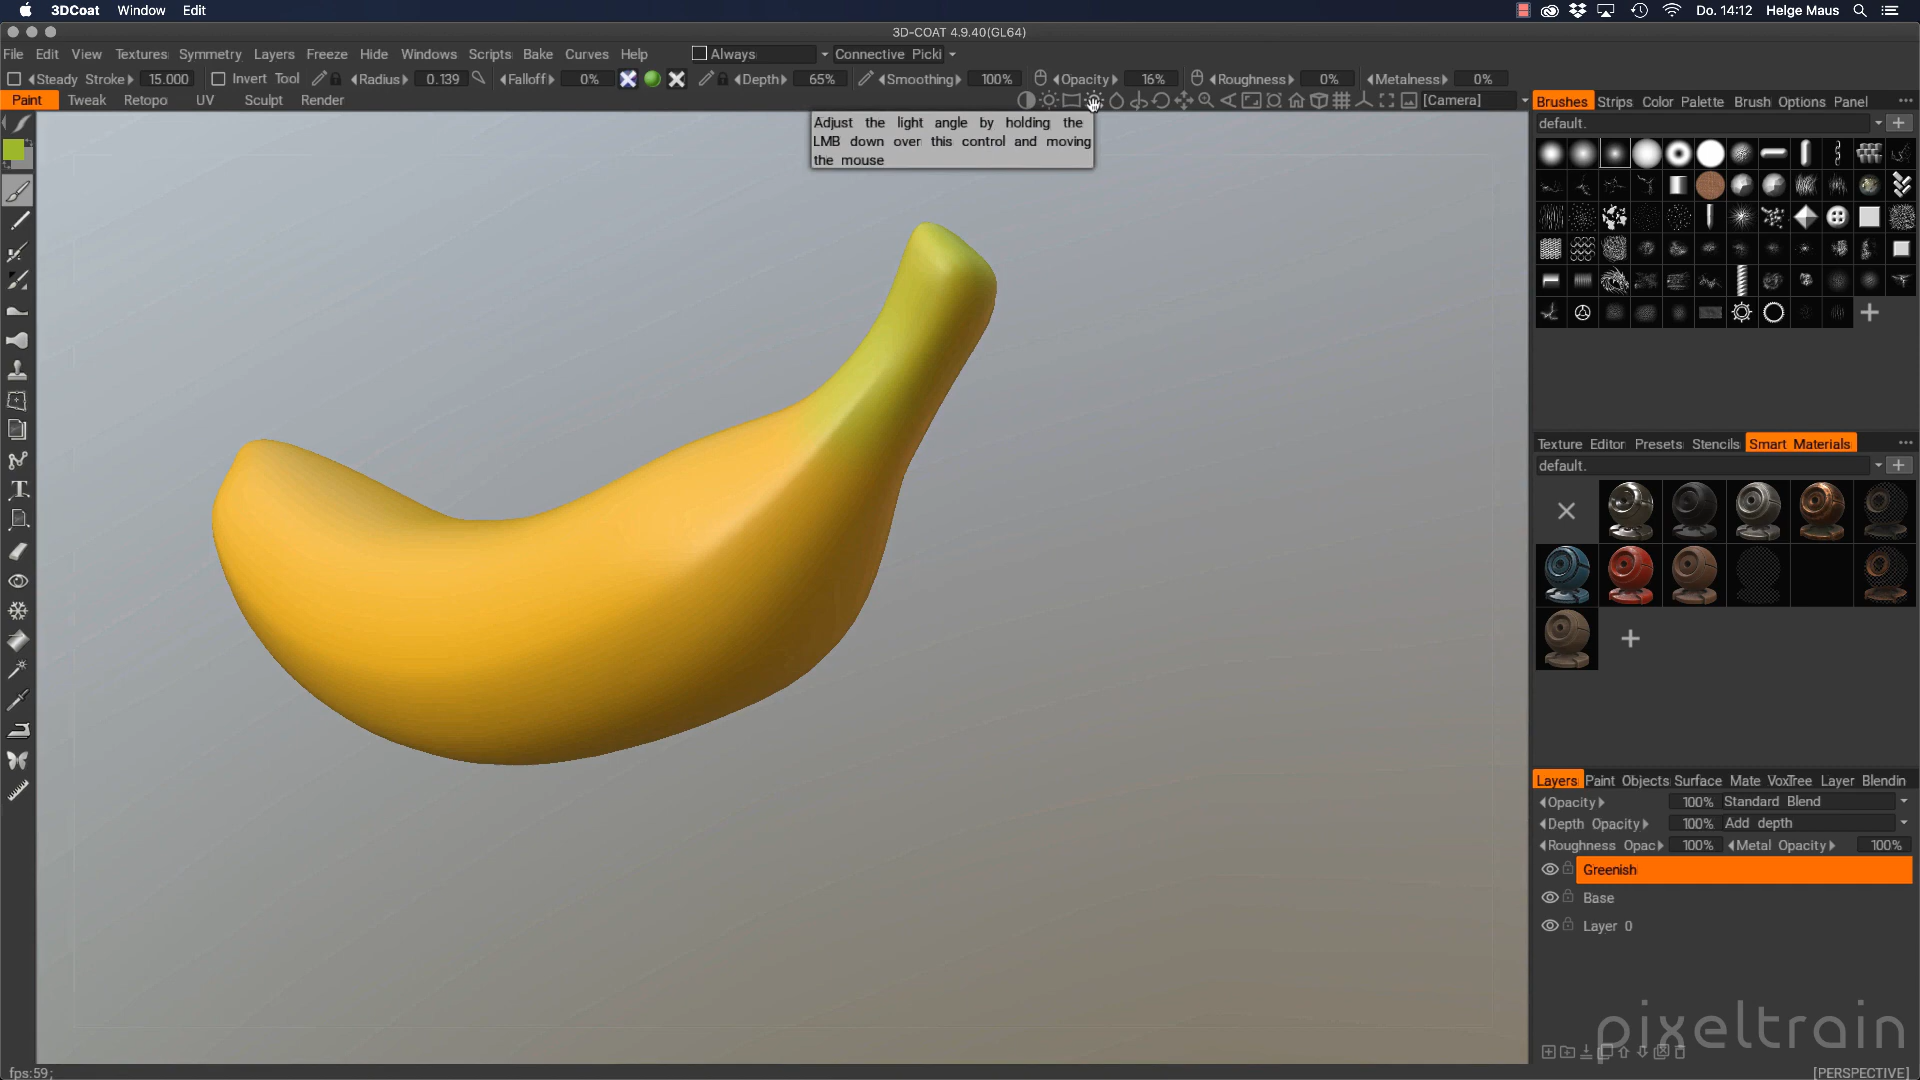 3DCoat Window Edit Do. 14:12 Helge Maus
3D-COAT 4.9.40(GL64)
File Edit View Textures Symmetry Layers Freeze Hide Windows Scripts Bake Curves Help Always Connective Picki
Steady Stroke 15.000 Invert Tool Radius 0.139 Falloff 0% Depth 65% Smoothing 100% Opacity 16% Roughness 0% Metalness 0%
Paint Tweak Retopo UV Sculpt Render [Camera]
Brushes Strips Color Palette Brush Options Panel
default.
Adjust the light angle by holding the
LMB down over this control and moving
the mouse
Texture Editor Presets Stencils Smart Materials
default.
Layers Paint Objects Surface Mate VoxTree Layer Blendin
Opacity 100% Standard Blend
Depth Opacity 100% Add depth
Roughness Opac 100% Metal Opacity 100%
Greenish
Base
Layer 0
pixeltrain
fps:59; [PERSPECTIVE]